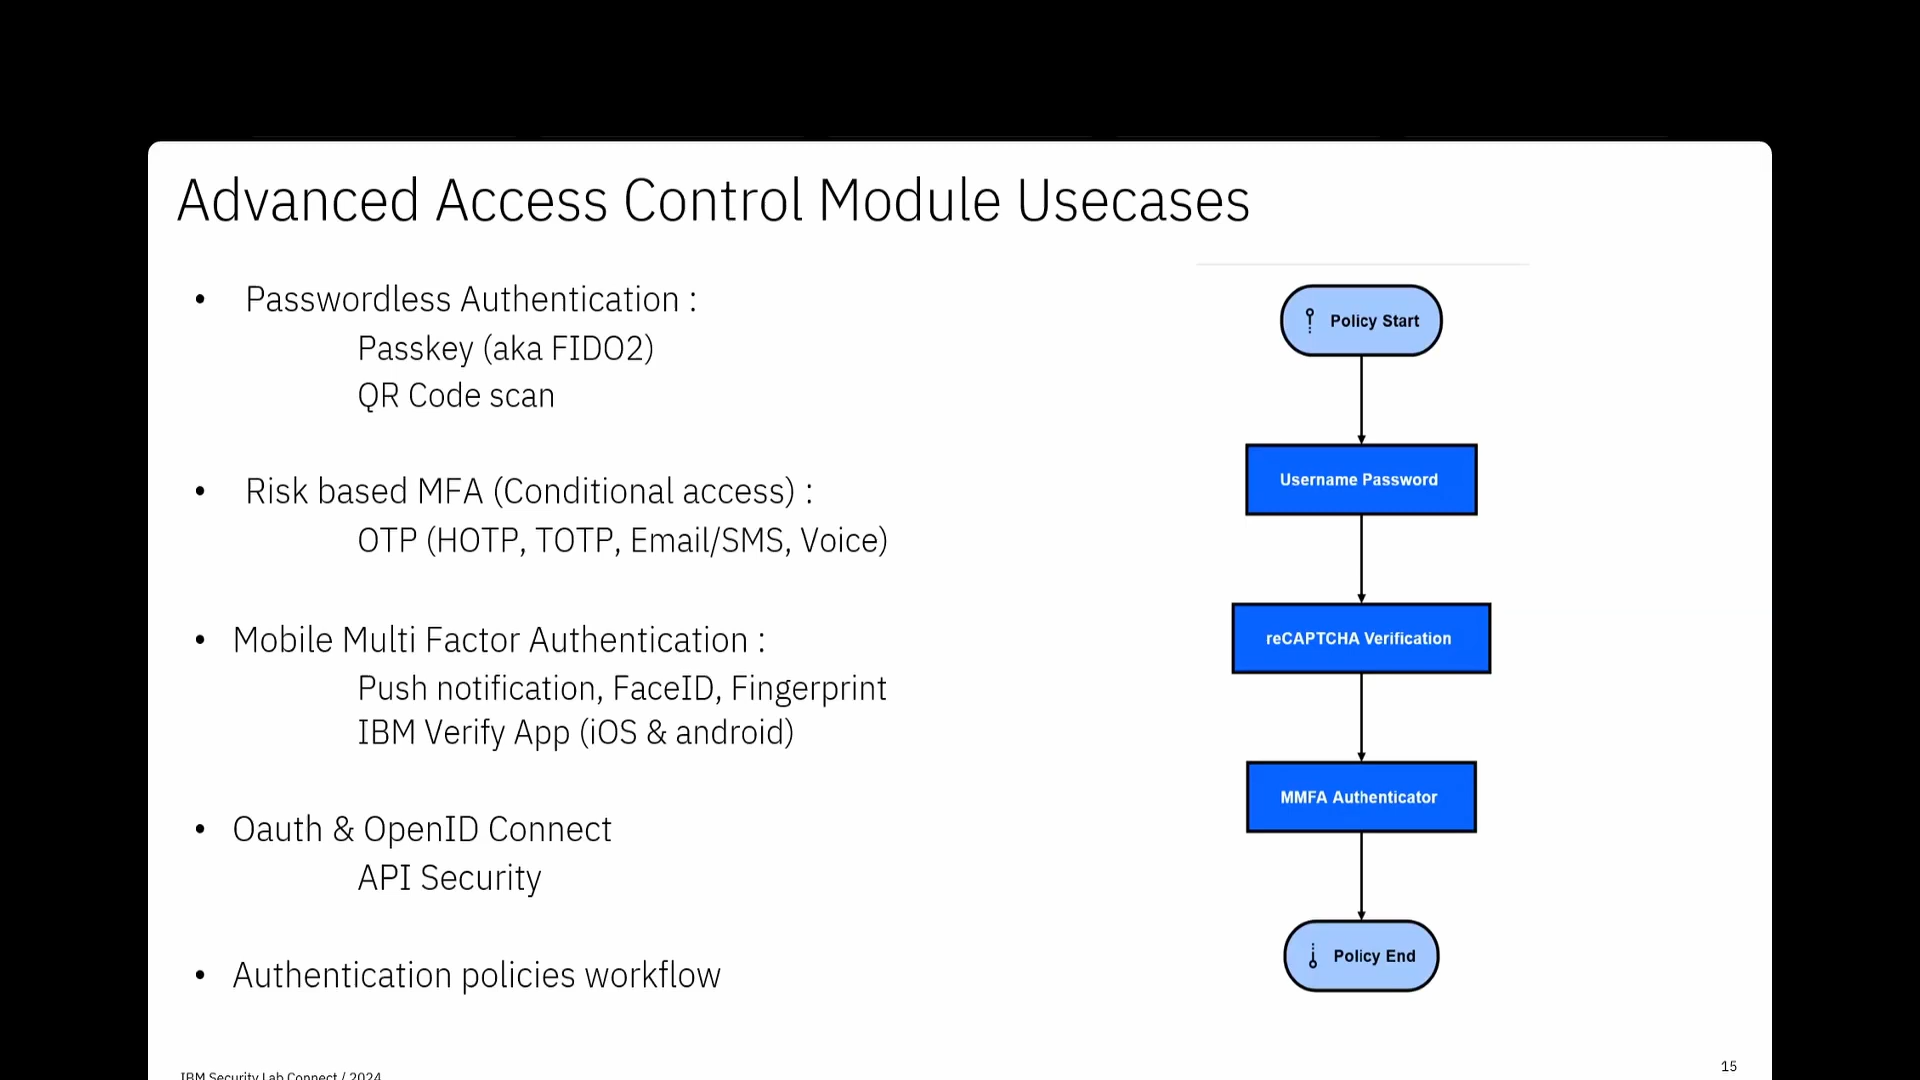 Advanced Access Control Module Usecases
• Passwordless Authentication :
Passkey (aka FIDO2)
QR Code scan
• Risk based MFA (Conditional access) :
OTP (HOTP, TOTP, Email/SMS, Voice)
• Mobile Multi Factor Authentication :
Push notification, FaceID, Fingerprint
IBM Verify App (iOS & android)
• Oauth & OpenID Connect
API Security
• Authentication policies workflow
Policy Start
Username Password
reCAPTCHA Verification
MMFA Authenticator
Policy End
IBM Security Lab Connect / 2024
15